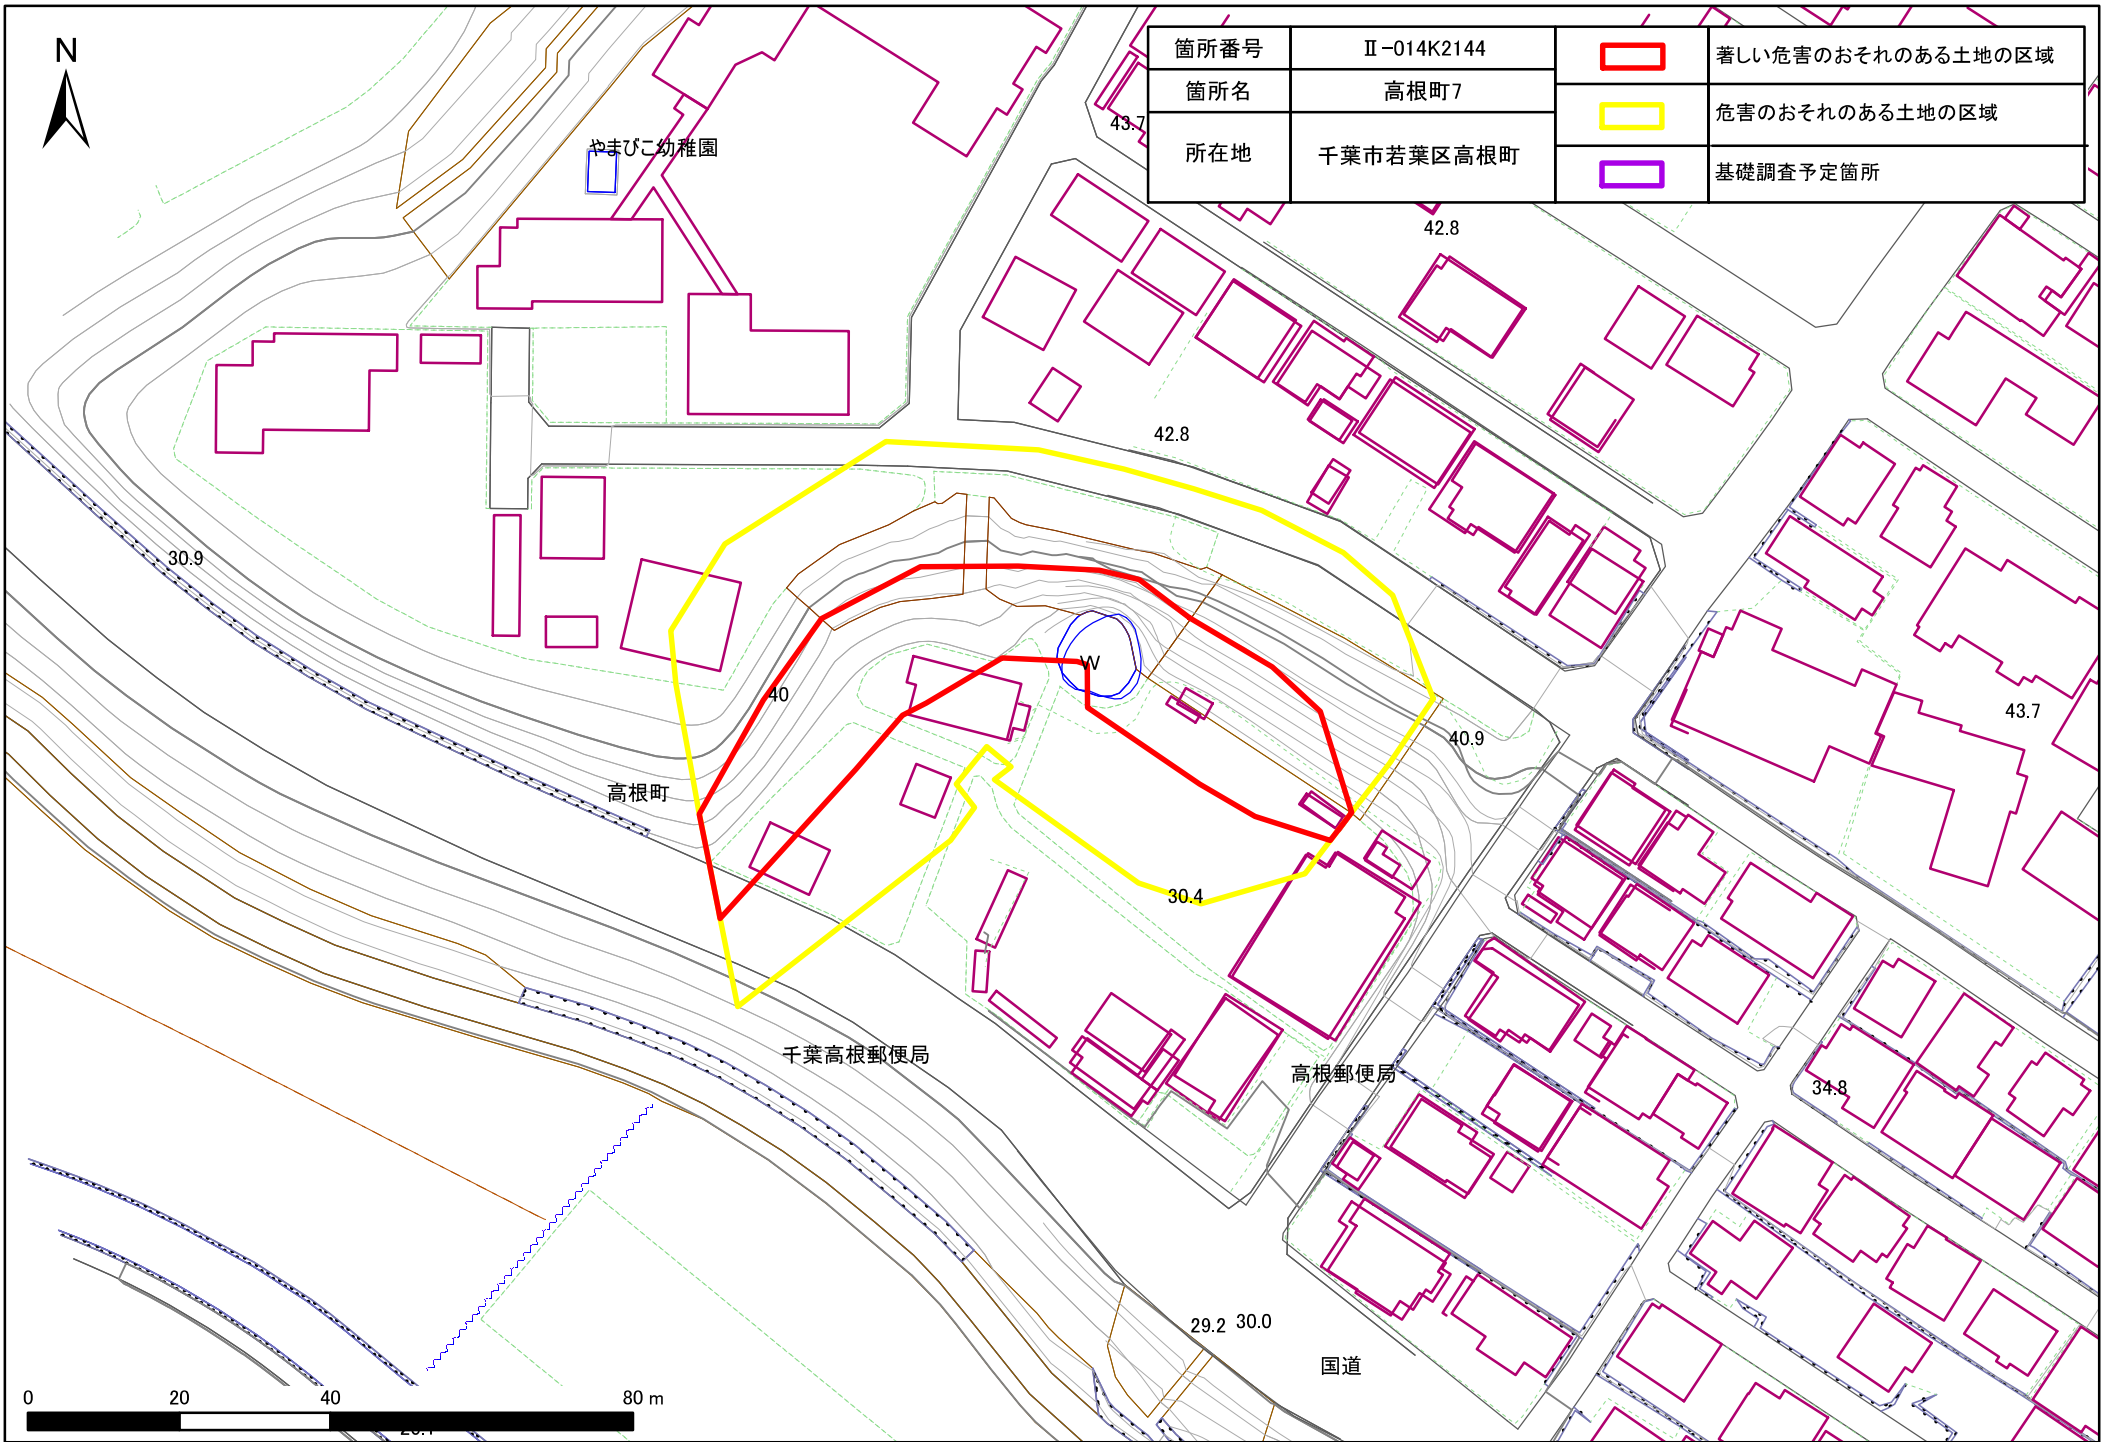 N
箇所番号 Ⅱ-014K2144 著しい危害のおそれのある土地の区域
箇所名 高根町7 危害のおそれのある土地の区域
所在地 千葉市若葉区高根町 基礎調査予定箇所
43.7
やまびこ幼稚園
42.8
42.8
30.9
W
40
43.7
40.9
高根町
30.4
千葉高根郵便局
高根郵便局
34.8
29.2 30.0
国道
0 20 40 80 m